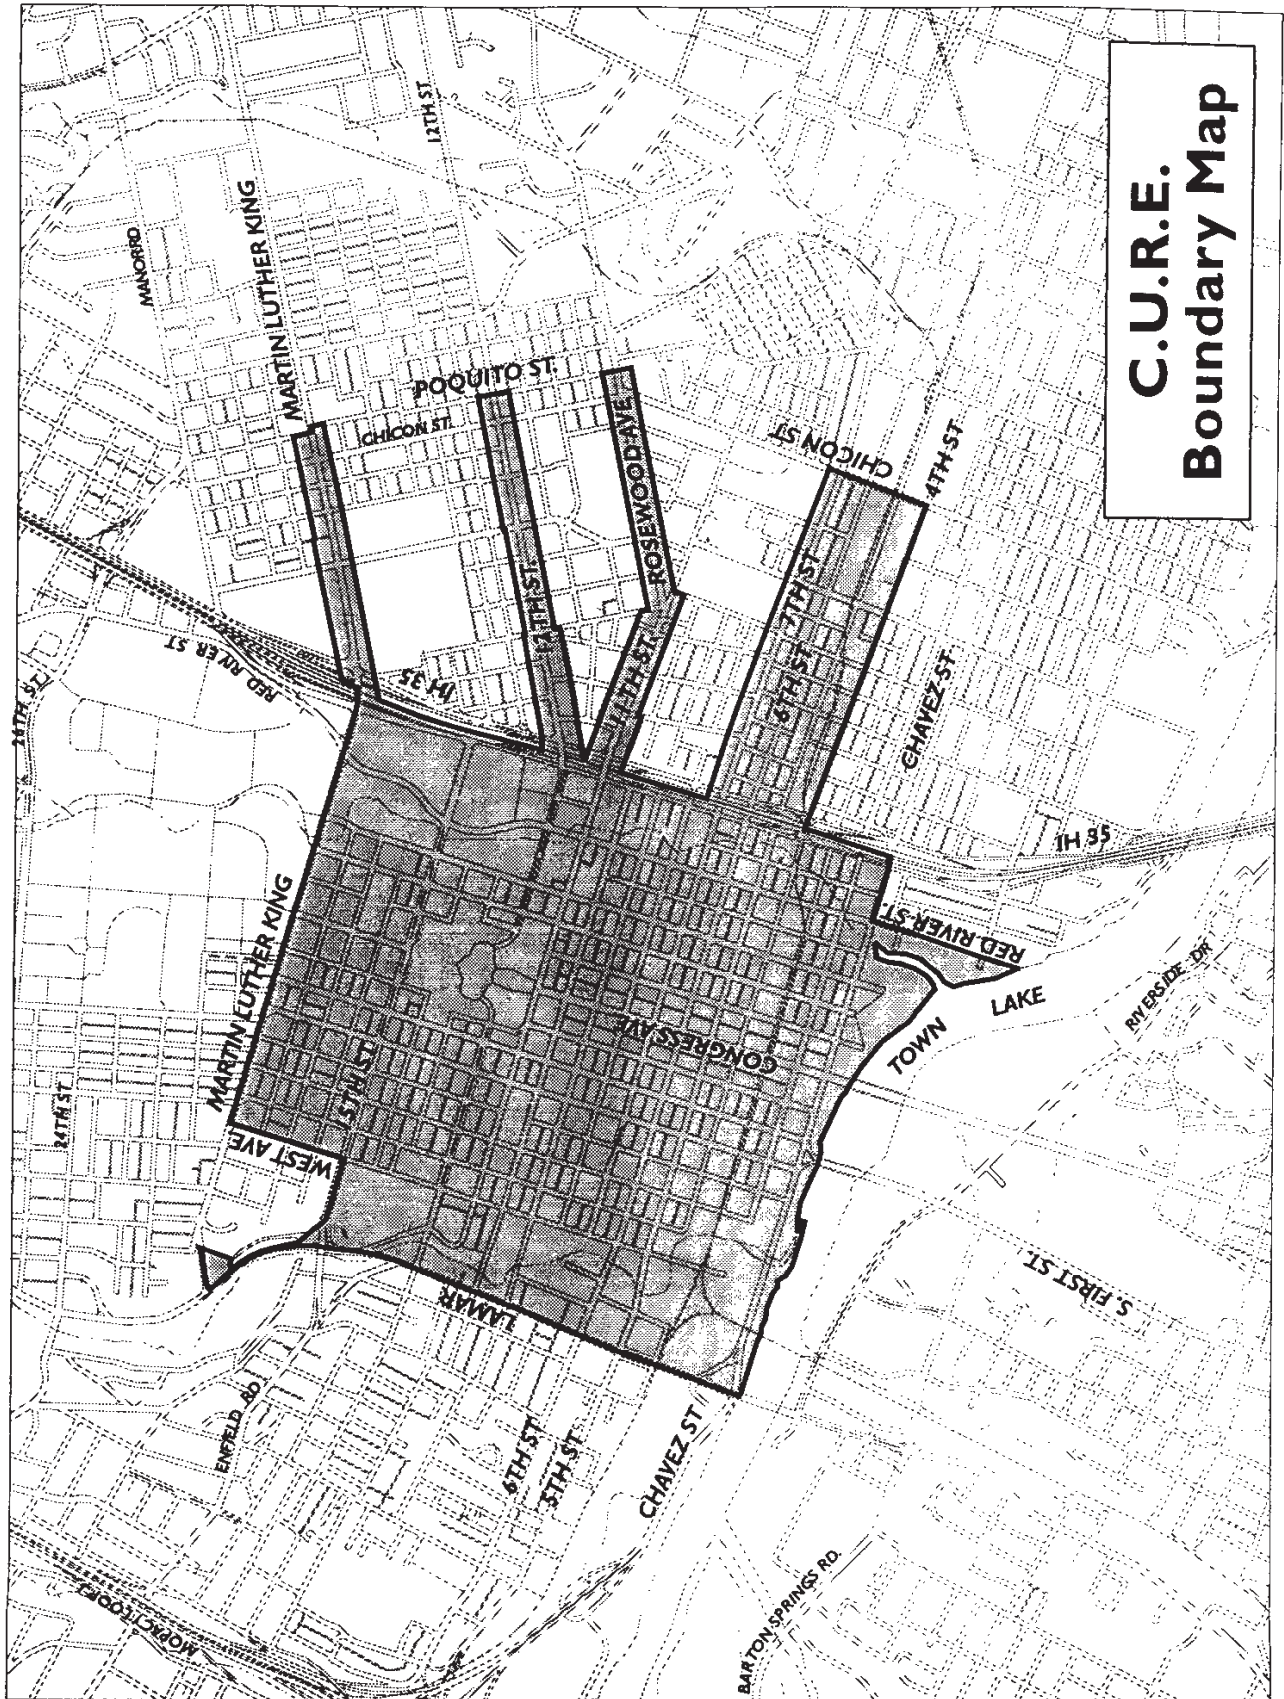 C.U.R.E.
Boundary Map
MARTIN LUTHER KING
MANOR RD
12TH ST
MARTIN LUTHER KING
CHICON ST.
POQUITO ST.
12TH ST.
ROSEWOOD AVE
11TH ST.
CHICON ST
7TH ST
6TH ST
4TH ST
CHAVEZ ST
26TH ST.
RED RIVER ST
IH 35
IH 35
RED RIVER ST.
RIVERSIDE DR
TOWN LAKE
CONGRESS AVE
15TH ST.
24TH ST
WEST AVE
LAMAR
ENFIELD RD
6TH ST
5TH ST
CHAVEZ ST
S. FIRST ST.
BARTON SPRINGS RD.